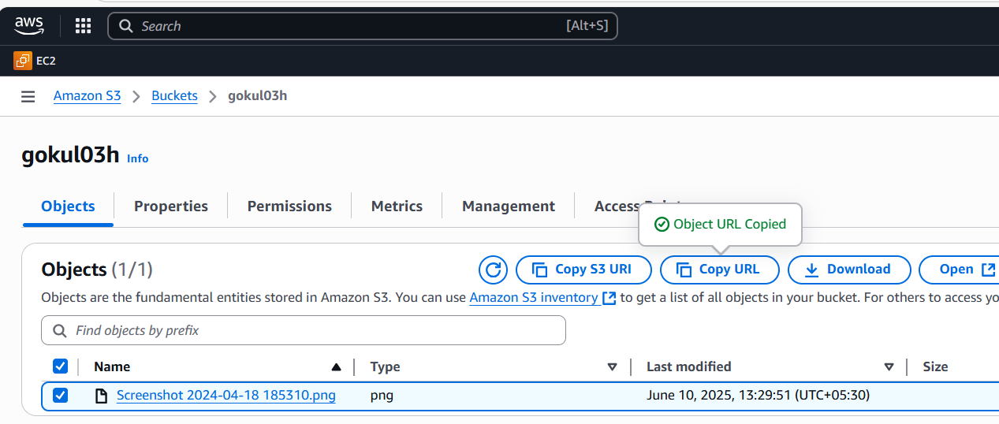 aws Search [Alt+S]
EC2
Amazon S3 > Buckets > gokul03h
gokul03h Info
Objects Properties Permissions Metrics Management Access
Object URL Copied
Objects (1/1) Copy S3 URI Copy URL Download Open
Objects are the fundamental entities stored in Amazon S3. You can use Amazon S3 inventory to get a list of all objects in your bucket. For others to access
Find objects by prefix
Name Type Last modified Size
Screenshot 2024-04-18 185310.png png June 10, 2025, 13:29:51 (UTC+05:30)